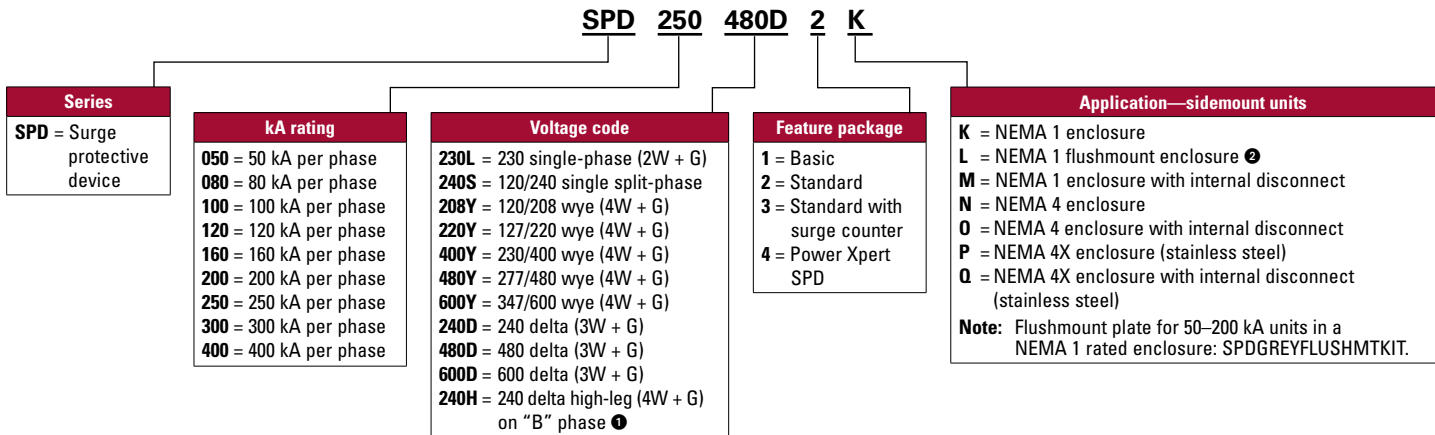 SPD 250 480D 2 K
Series
SPD = Surge
protective
device
kA rating
050 = 50 kA per phase
080 = 80 kA per phase
100 = 100 kA per phase
120 = 120 kA per phase
160 = 160 kA per phase
200 = 200 kA per phase
250 = 250 kA per phase
300 = 300 kA per phase
400 = 400 kA per phase
Voltage code
230L = 230 single-phase (2W + G)
240S = 120/240 single split-phase
208Y = 120/208 wye (4W + G)
220Y = 127/220 wye (4W + G)
400Y = 230/400 wye (4W + G)
480Y = 277/480 wye (4W + G)
600Y = 347/600 wye (4W + G)
240D = 240 delta (3W + G)
480D = 480 delta (3W + G)
600D = 600 delta (3W + G)
240H = 240 delta high-leg (4W + G)
on “B” phase ❶
Feature package
1 = Basic
2 = Standard
3 = Standard with
surge counter
4 = Power Xpert
SPD
Application—sidemount units
K = NEMA 1 enclosure
L = NEMA 1 flushmount enclosure ❷
M = NEMA 1 enclosure with internal disconnect
N = NEMA 4 enclosure
O = NEMA 4 enclosure with internal disconnect
P = NEMA 4X enclosure (stainless steel)
Q = NEMA 4X enclosure with internal disconnect
(stainless steel)
Note: Flushmount plate for 50–200 kA units in a
NEMA 1 rated enclosure: SPDGREYFLUSHMTKIT.